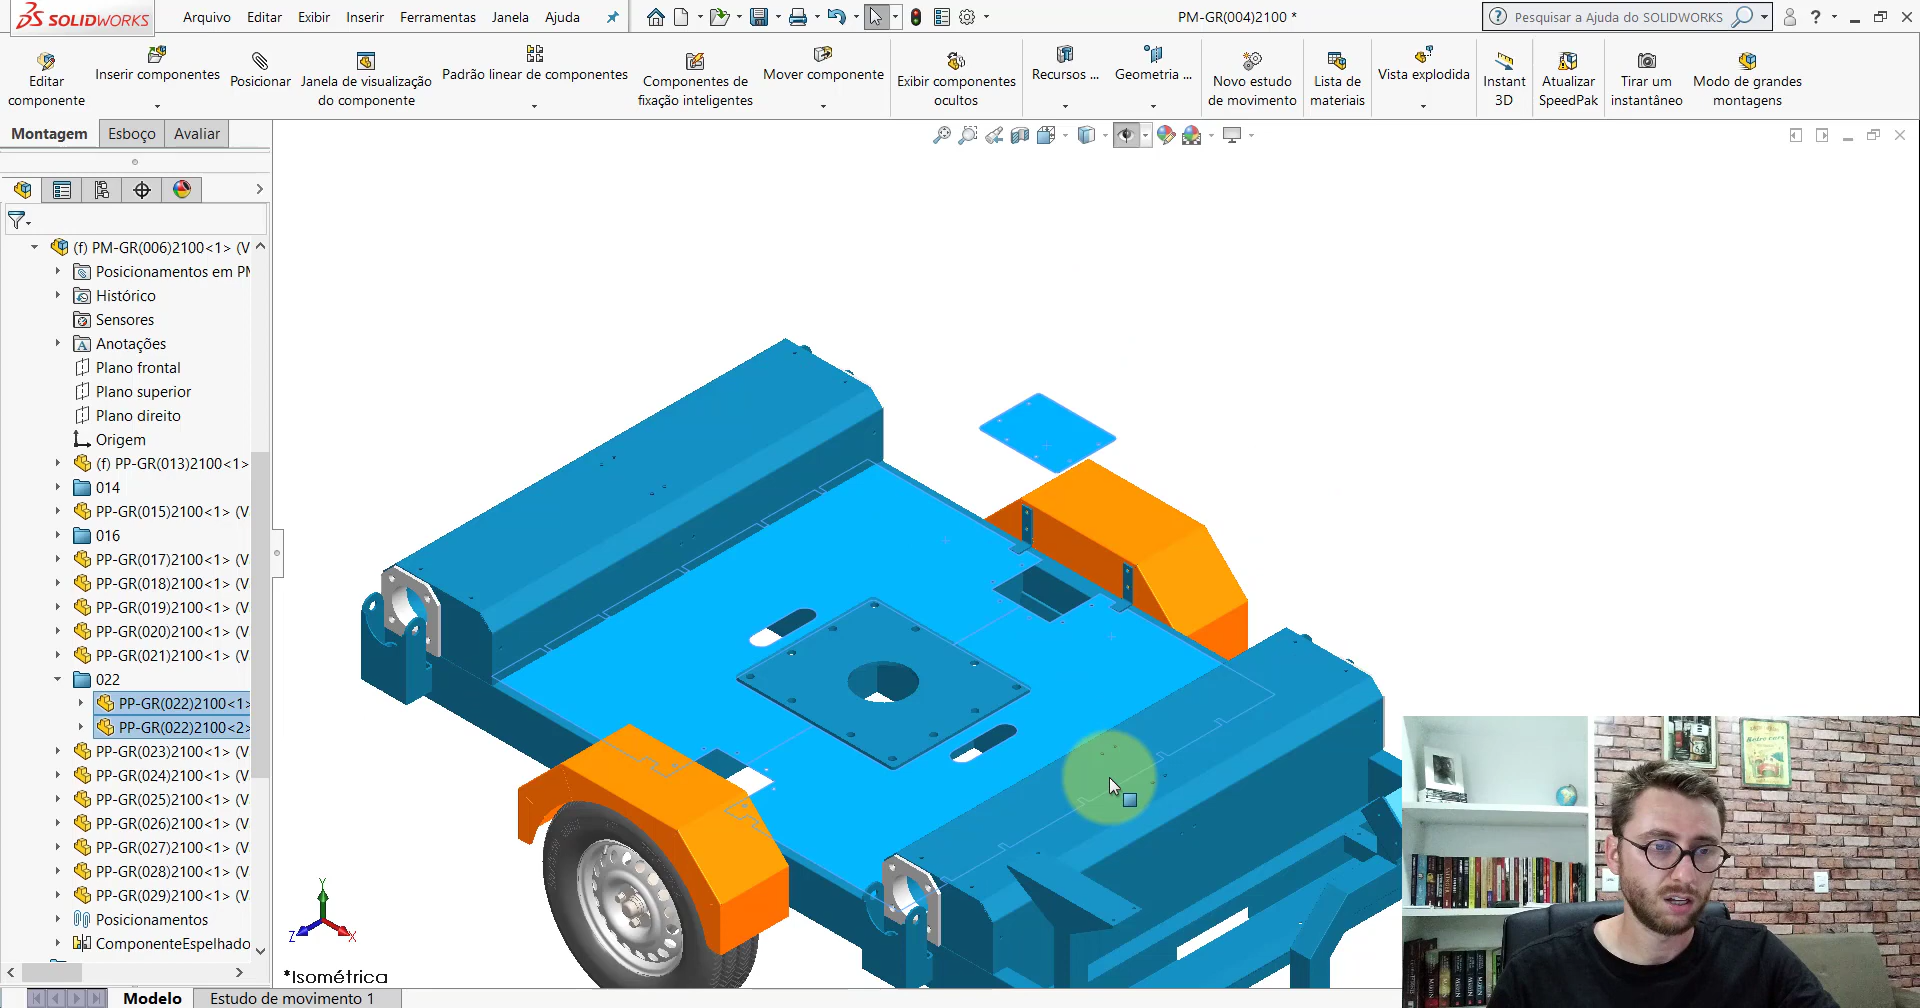 SOLIDWORKS
Arquivo Editar Exibir Inserir Ferramentas Janela Ajuda
PM-GR(004)2100 *
Pesquisar a Ajuda do SOLIDWORKS
Editar componente
Inserir componentes
Posicionar
Janela de visualização do componente
Padrão linear de componentes
Componentes de fixação inteligentes
Mover componente
Exibir componentes ocultos
Recursos ...
Geometria ...
Novo estudo de movimento
Lista de materiais
Vista explodida
Instant 3D
Atualizar SpeedPak
Tirar um instantâneo
Modo de grandes montagens
Montagem Esboço Avaliar
(f) PM-GR(006)2100<1> (V
Posicionamentos em PM
Histórico
Sensores
Anotações
Plano frontal
Plano superior
Plano direito
Origem
(f) PP-GR(013)2100<1>
014
PP-GR(015)2100<1> (V
016
PP-GR(017)2100<1> (V
PP-GR(018)2100<1> (V
PP-GR(019)2100<1> (V
PP-GR(020)2100<1> (V
PP-GR(021)2100<1> (V
022
PP-GR(022)2100<1>
PP-GR(022)2100<2>
PP-GR(023)2100<1> (V
PP-GR(024)2100<1> (V
PP-GR(025)2100<1> (V
PP-GR(026)2100<1> (V
PP-GR(027)2100<1> (V
PP-GR(028)2100<1> (V
PP-GR(029)2100<1> (V
Posicionamentos
ComponenteEspelhado
Y
Z
X
*Isométrica
Modelo Estudo de movimento 1